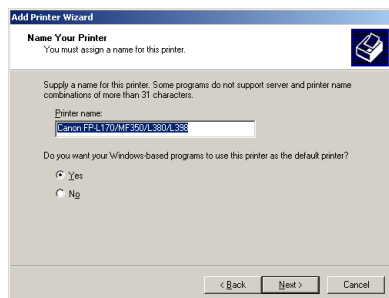 Add Printer Wizard
Name Your Printer
You must assign a name for this printer.
Supply a name for this printer. Some programs do not support server and printer name
combinations of more than 31 characters.
Printer name:
Canon FP-L170/MF350/L380/L398
Do you want your Windows-based programs to use this printer as the default printer?
Yes
No
< Back
Next >
Cancel